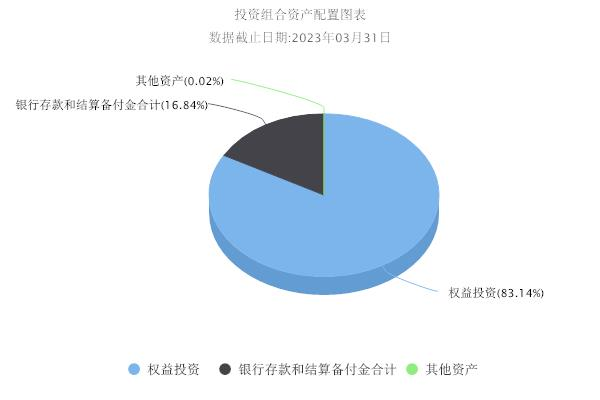 投资组合资产配置图表
数据截止日期:2023年03月31日
其他资产(0.02%)
银行存款和结算备付金合计(16.84%)
权益投资(83.14%)
权益投资 银行存款和结算备付金合计 其他资产